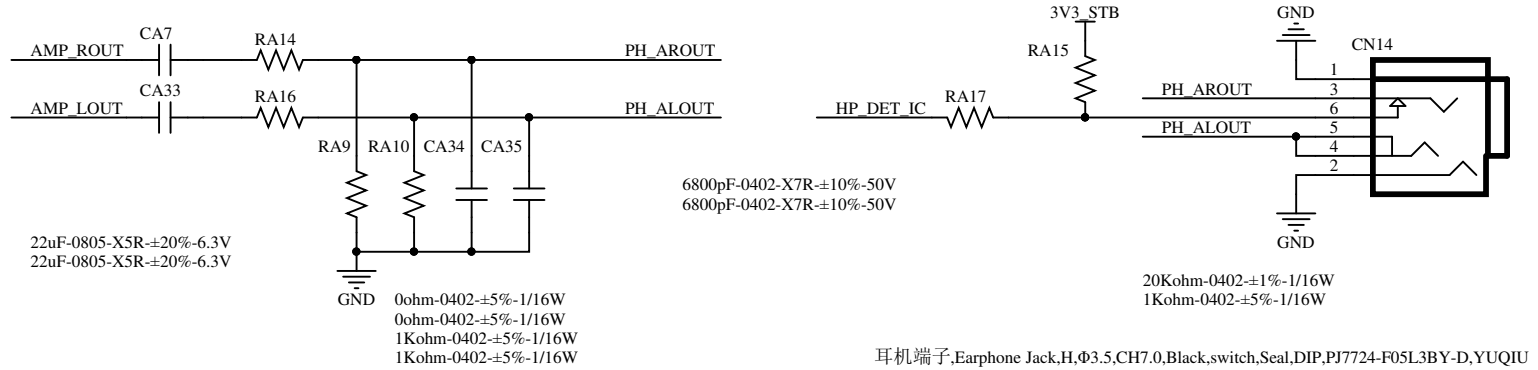 CA7
RA14
AMP_ROUT
PH_AROUT
CA33
RA16
AMP_LOUT
PH_ALOUT
RA9
RA10
CA34
CA35
22uF-0805-X5R-±20%-6.3V
22uF-0805-X5R-±20%-6.3V
GND
0ohm-0402-±5%-1/16W
0ohm-0402-±5%-1/16W
1Kohm-0402-±5%-1/16W
1Kohm-0402-±5%-1/16W
6800pF-0402-X7R-±10%-50V
6800pF-0402-X7R-±10%-50V
3V3_STB
RA15
HP_DET_IC
RA17
GND
CN14
1
PH_AROUT
3
6
PH_ALOUT
5
4
2
GND
20Kohm-0402-±1%-1/16W
1Kohm-0402-±5%-1/16W
耳机端子,Earphone Jack,H,Φ3.5,CH7.0,Black,switch,Seal,DIP,PJ7724-F05L3BY-D,YUQIU